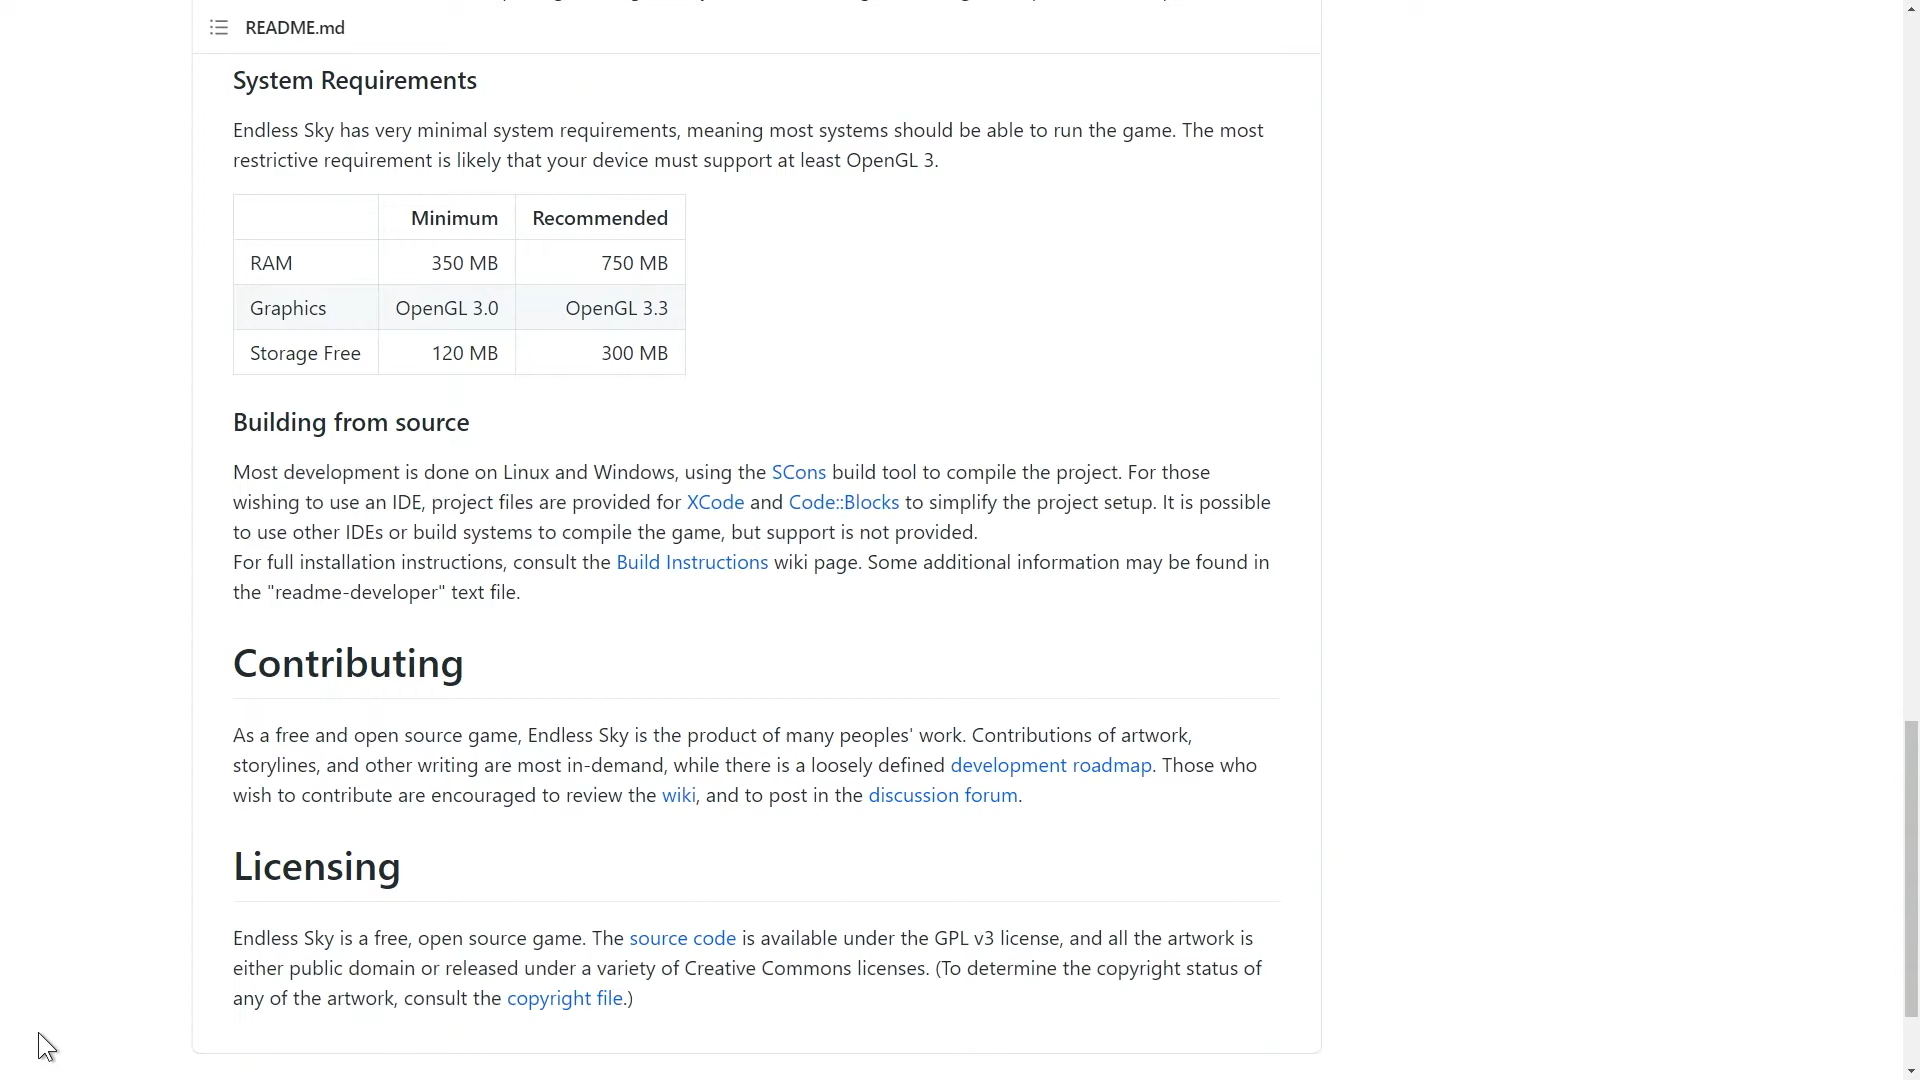 README.md
System Requirements
Endless Sky has very minimal system requirements, meaning most systems should be able to run the game. The most
restrictive requirement is likely that your device must support at least OpenGL 3.
Minimum Recommended
RAM 350 MB 750 MB
Graphics OpenGL 3.0 OpenGL 3.3
Storage Free 120 MB 300 MB
Building from source
Most development is done on Linux and Windows, using the SCons build tool to compile the project. For those
wishing to use an IDE, project files are provided for XCode and Code::Blocks to simplify the project setup. It is possible
to use other IDEs or build systems to compile the game, but support is not provided.
For full installation instructions, consult the Build Instructions wiki page. Some additional information may be found in
the "readme-developer" text file.
Contributing
As a free and open source game, Endless Sky is the product of many peoples' work. Contributions of artwork,
storylines, and other writing are most in-demand, while there is a loosely defined development roadmap. Those who
wish to contribute are encouraged to review the wiki, and to post in the discussion forum.
Licensing
Endless Sky is a free, open source game. The source code is available under the GPL v3 license, and all the artwork is
either public domain or released under a variety of Creative Commons licenses. (To determine the copyright status of
any of the artwork, consult the copyright file.)